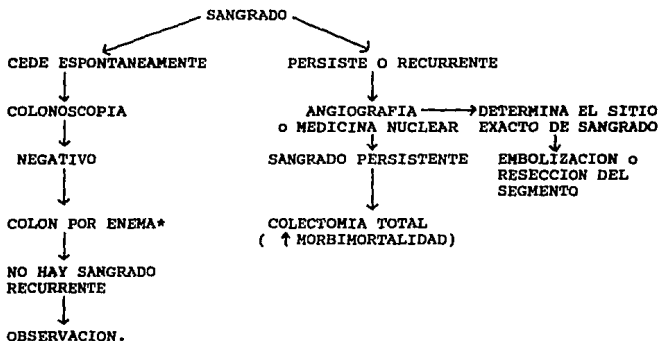 SANGRADO
CEDE ESPONTANEAMENTE
PERSISTE O RECURRENTE
COLONOSCOPIA
ANGIOGRAFIA
o MEDICINA NUCLEAR
DETERMINA EL SITIO
EXACTO DE SANGRADO
NEGATIVO
SANGRADO PERSISTENTE
EMBOLIZACION o
RESECCION DEL
SEGMENTO
COLON POR ENEMA*
COLECTOMIA TOTAL
( ↑ MORBIMORTALIDAD)
NO HAY SANGRADO
RECURRENTE
OBSERVACION.